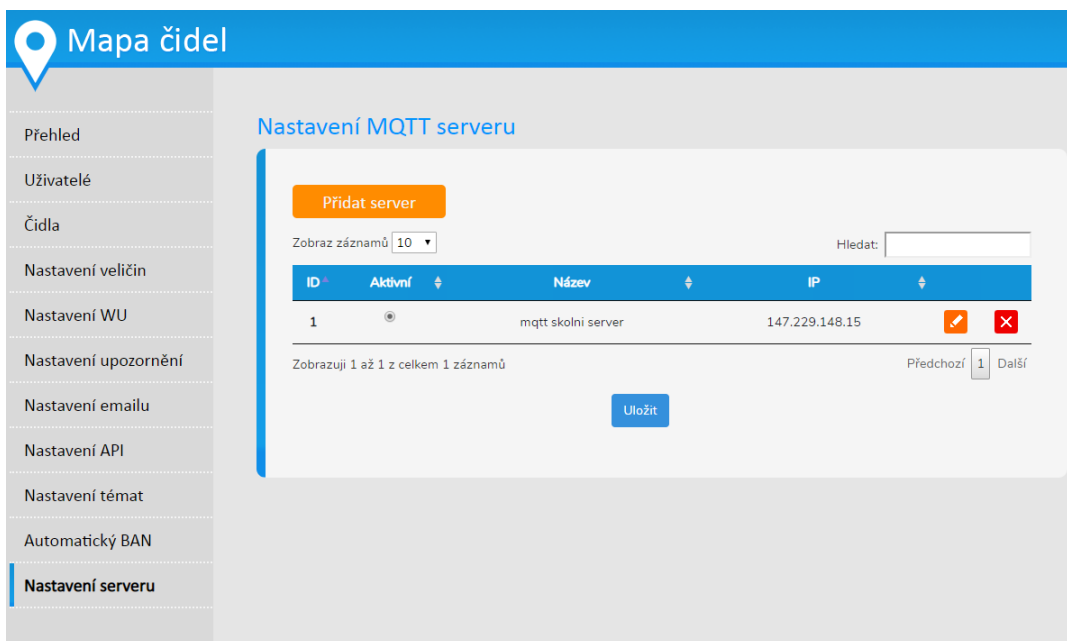 Mapa čidel
Přehled
Uživatelé
Čidla
Nastavení veličin
Nastavení WU
Nastavení upozornění
Nastavení emailu
Nastavení API
Nastavení témat
Automatický BAN
Nastavení serveru
Nastavení MQTT serveru
Přidat server
Zobraz záznamů 10
Hledat:
ID Aktivní Název IP
1 mqtt skolni server 147.229.148.15
Zobrazuji 1 až 1 z celkem 1 záznamů
Předchozí 1 Další
Uložit